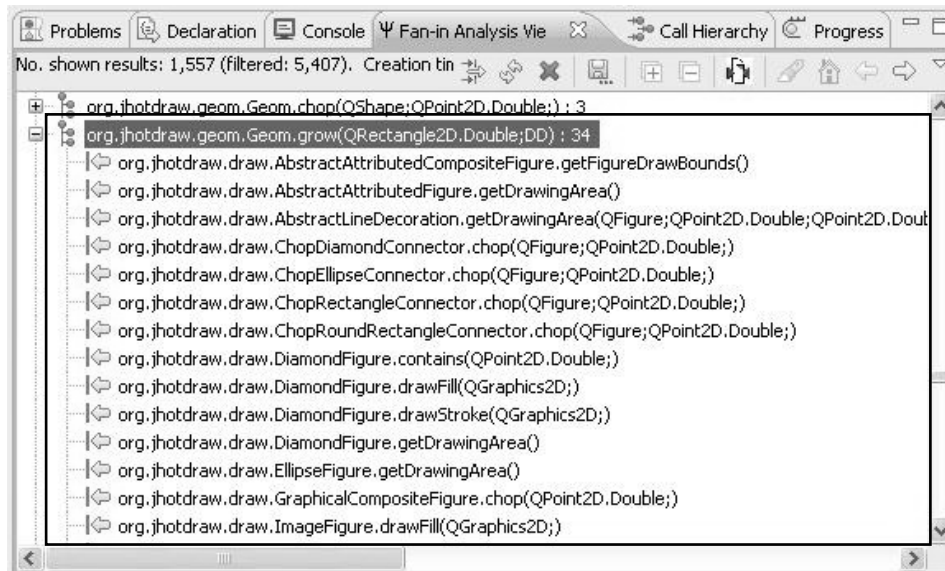 Problems Declaration Console Fan-in Analysis Vie Call Hierarchy Progress
No. shown results: 1,557 (filtered: 5,407). Creation tin
org.jhotdraw.geom.Geom.chop(QShape;QPoint2D.Double;) : 3
org.jhotdraw.geom.Geom.grow(QRectangle2D.Double;DD) : 34
org.jhotdraw.draw.AbstractAttributedCompositeFigure.getFigureDrawBounds()
org.jhotdraw.draw.AbstractAttributedFigure.getDrawingArea()
org.jhotdraw.draw.AbstractLineDecoration.getDrawingArea(QFigure;QPoint2D.Double;QPoint2D.Doubl
org.jhotdraw.draw.ChopDiamondConnector.chop(QFigure;QPoint2D.Double;)
org.jhotdraw.draw.ChopEllipseConnector.chop(QFigure;QPoint2D.Double;)
org.jhotdraw.draw.ChopRectangleConnector.chop(QFigure;QPoint2D.Double;)
org.jhotdraw.draw.ChopRoundRectangleConnector.chop(QFigure;QPoint2D.Double;)
org.jhotdraw.draw.DiamondFigure.contains(QPoint2D.Double;)
org.jhotdraw.draw.DiamondFigure.drawFill(QGraphics2D;)
org.jhotdraw.draw.DiamondFigure.drawStroke(QGraphics2D;)
org.jhotdraw.draw.DiamondFigure.getDrawingArea()
org.jhotdraw.draw.EllipseFigure.getDrawingArea()
org.jhotdraw.draw.GraphicalCompositeFigure.chop(QPoint2D.Double;)
org.jhotdraw.draw.ImageFigure.drawFill(QGraphics2D;)